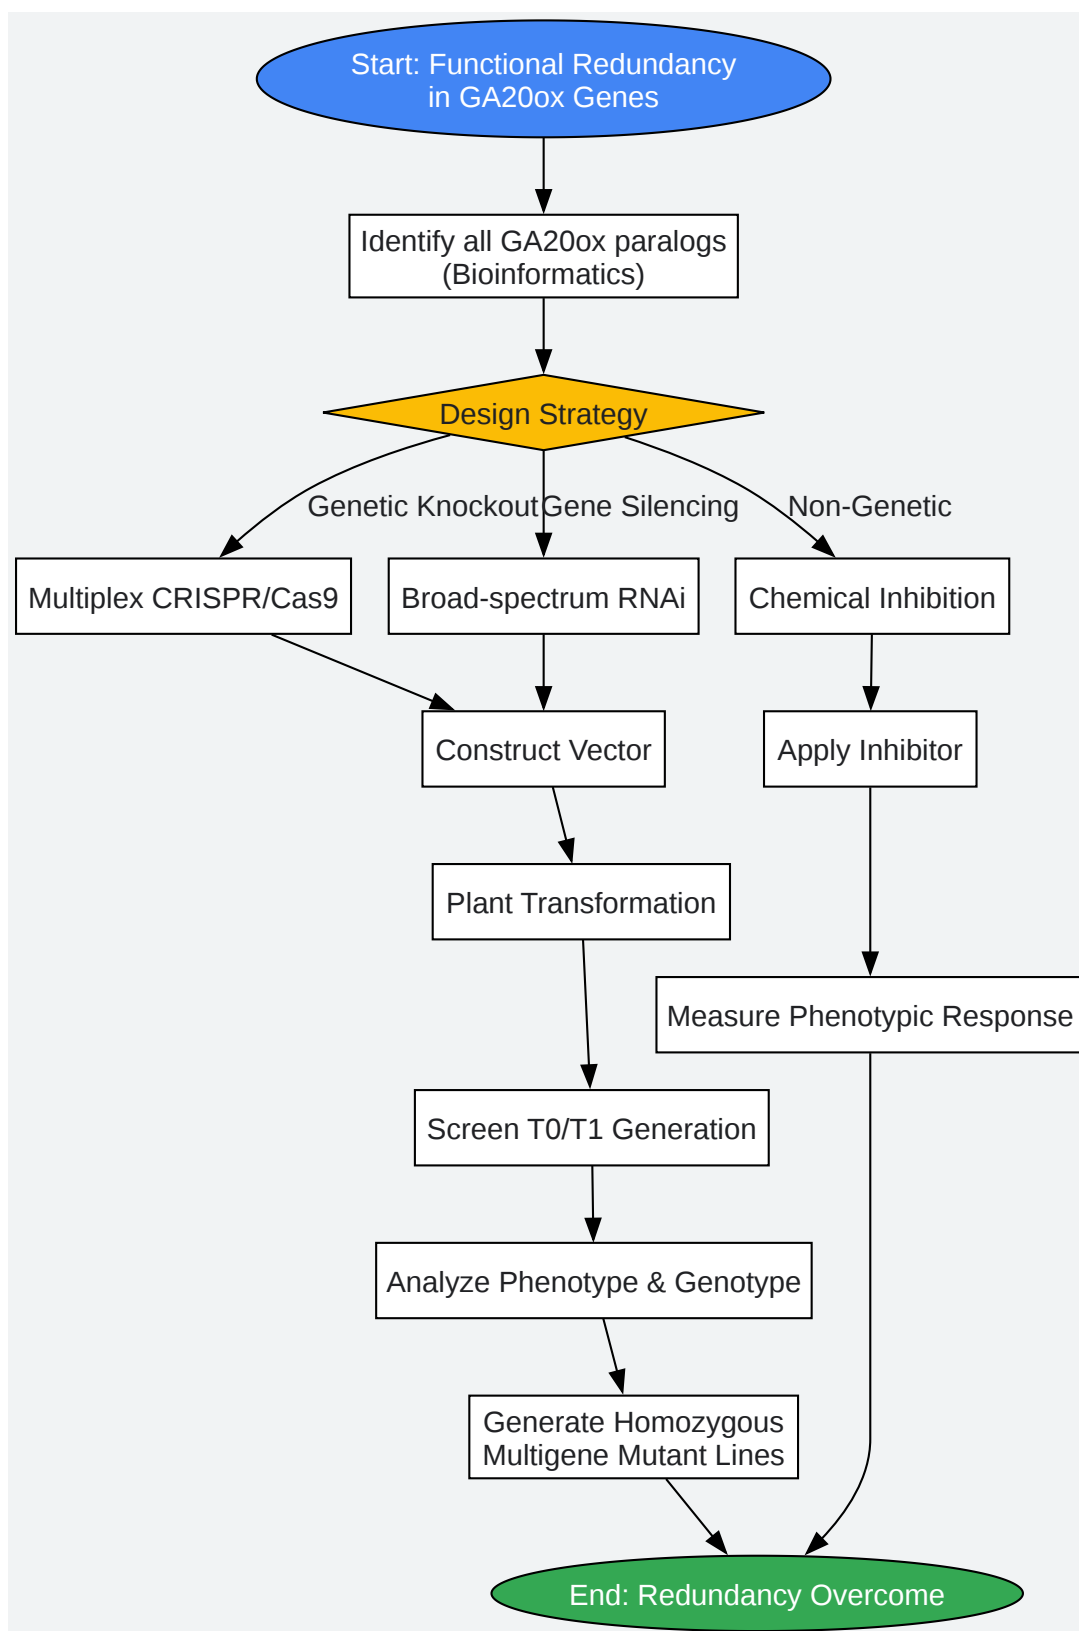 Start: Functional Redundancy
in GA20ox Genes
Identify all GA20ox paralogs
(Bioinformatics)
Design Strategy
Genetic Knockout
Gene Silencing
Non-Genetic
Multiplex CRISPR/Cas9
Broad-spectrum RNAi
Chemical Inhibition
Construct Vector
Apply Inhibitor
Plant Transformation
Measure Phenotypic Response
Screen T0/T1 Generation
Analyze Phenotype & Genotype
Generate Homozygous
Multigene Mutant Lines
End: Redundancy Overcome